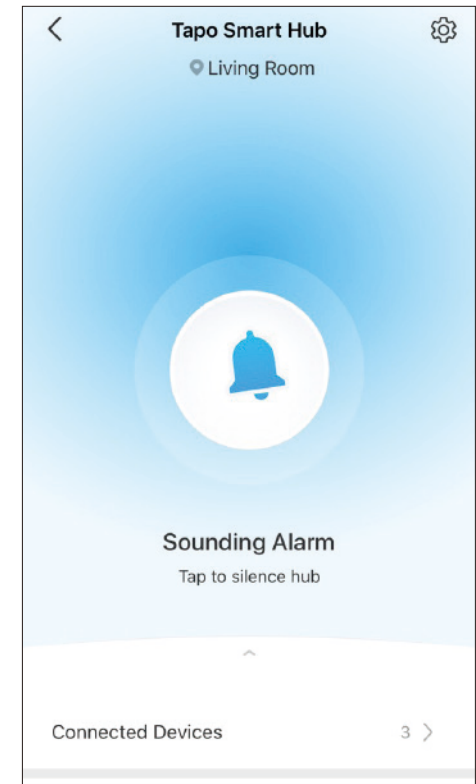 Tapo Smart Hub
Living Room
Sounding Alarm
Tap to silence hub
Connected Devices 3